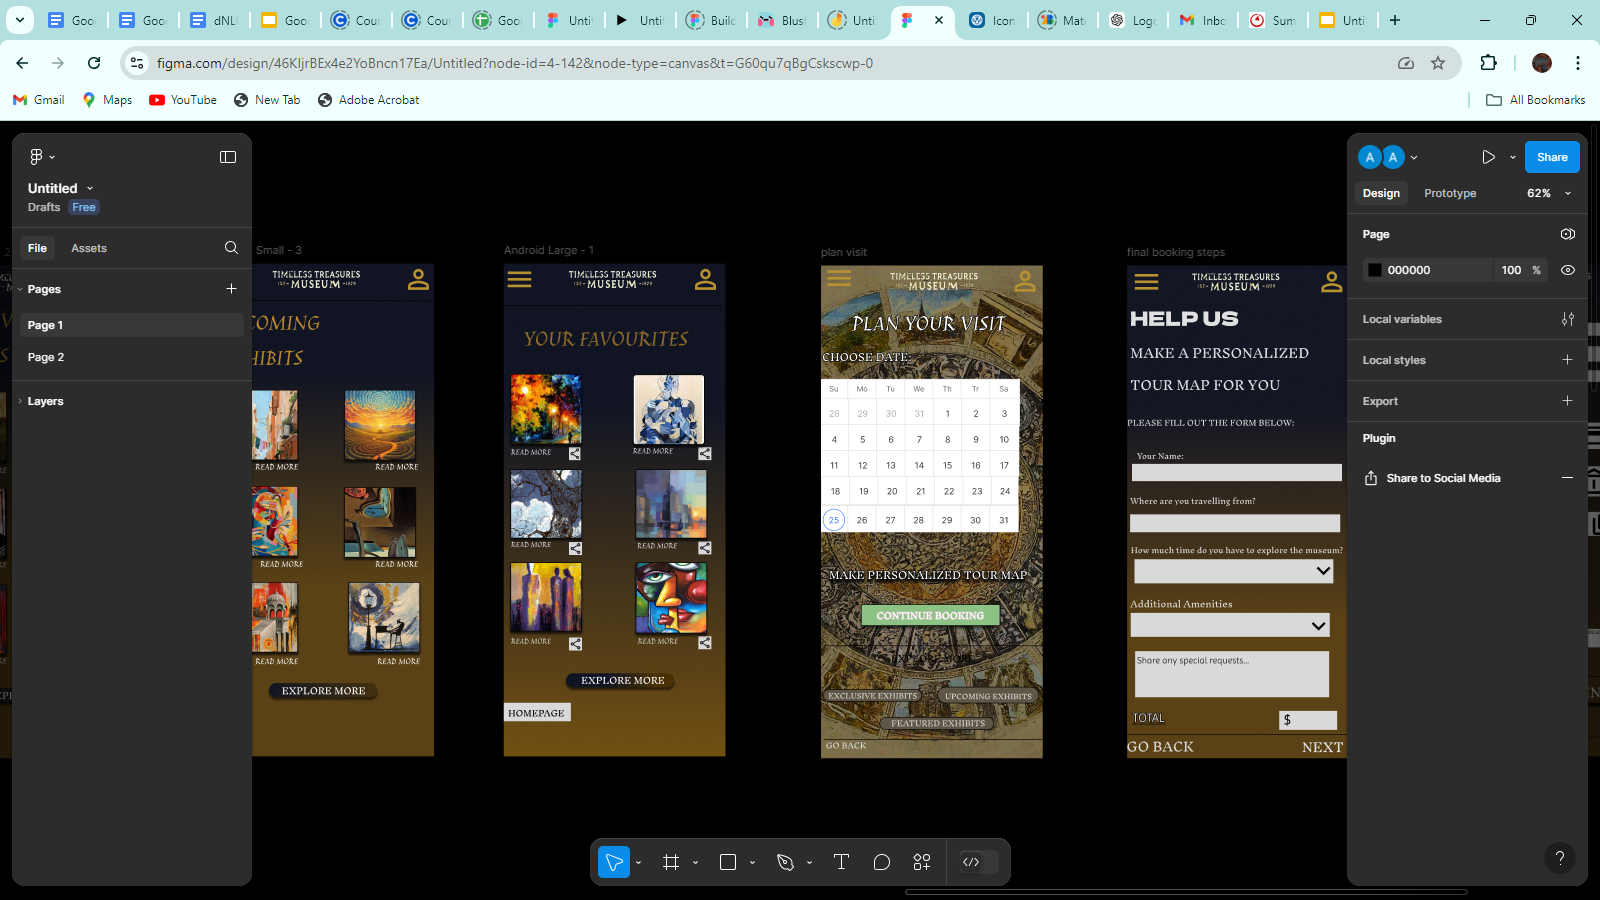 Goo
Goo
dNL
Goo
Cour
Cour
Goo
Untit
Unti
Build
Blusl
Unti
Icon
Mate
Logo
Inbo
Sum
Unti
figma.com/design/46KIjrBEx4e2YoBncn17Ea/Untitled?node-id=4-142&node-type=canvas&t=G60qu7qBgCskscwp-0
Gmail
Maps
YouTube
New Tab
Adobe Acrobat
All Bookmarks
Untitled
Drafts
Free
File
Assets
Pages
Page 1
Page 2
Layers
Small - 3
TIMELESS TREASURES
MUSEUM
COMING
HIBITS
READ MORE
READ MORE
READ MORE
READ MORE
READ MORE
READ MORE
EXPLORE MORE
Android Large - 1
TIMELESS TREASURES
MUSEUM
YOUR FAVOURITES
READ MORE
READ MORE
READ MORE
READ MORE
READ MORE
READ MORE
EXPLORE MORE
HOMEPAGE
plan visit
TIMELESS TREASURES
MUSEUM
PLAN YOUR VISIT
CHOOSE DATE:
Su Mo Tu We Th Tr Sa
28 29 30 31 1 2 3
4 5 6 7 8 9 10
11 12 13 14 15 16 17
18 19 20 21 22 23 24
25 26 27 28 29 30 31
MAKE PERSONALIZED TOUR MAP
CONTINUE BOOKING
EXCLUSIVE EXHIBITS
UPCOMING EXHIBITS
FEATURED EXHIBITS
GO BACK
final booking steps
TIMELESS TREASURES
MUSEUM
HELP US
MAKE A PERSONALIZED
TOUR MAP FOR YOU
PLEASE FILL OUT THE FORM BELOW:
Your Name:
Where are you travelling from?
How much time do you have to explore the museum?
Additional Amenities
Share any special requests...
TOTAL
$
GO BACK
NEXT
A
A
Share
Design
Prototype
62%
Page
000000
100
%
Local variables
Local styles
Export
Plugin
Share to Social Media
?